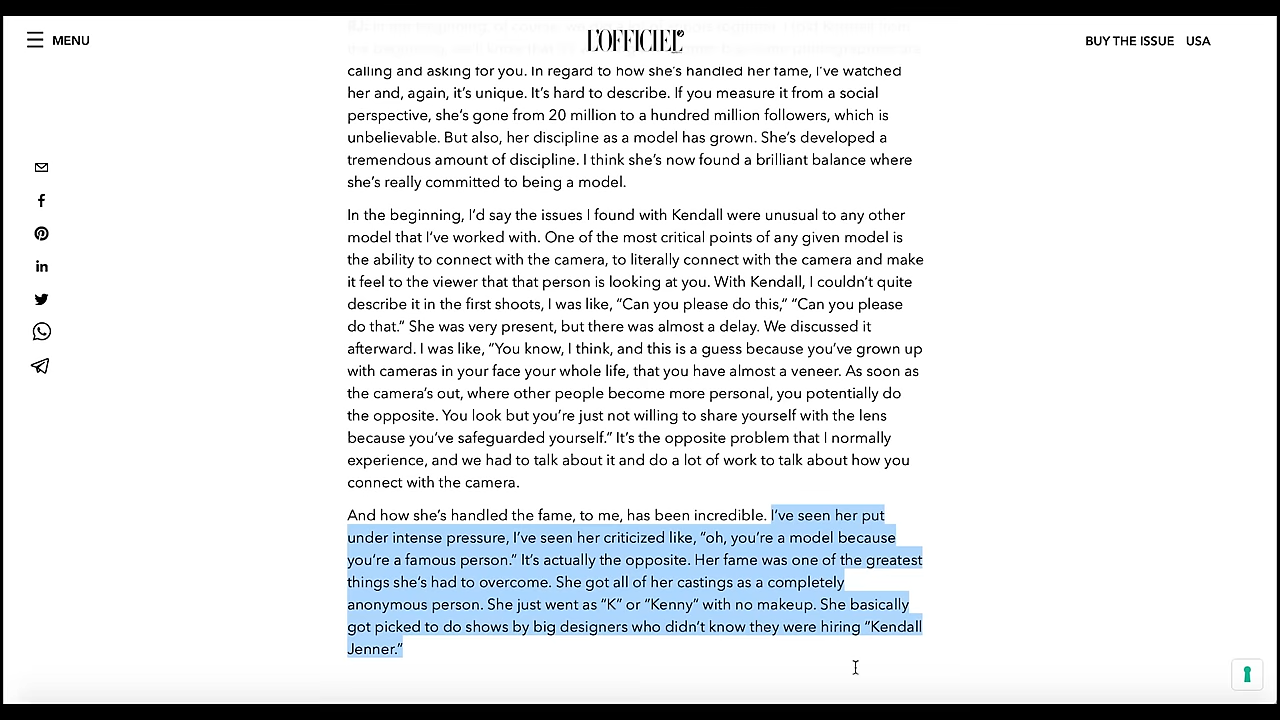 MENU
L'OFFICIEL
BUY THE ISSUE USA
calling and asking for you. In regard to how she's handled her fame, I've watched
her and, again, it's unique. It's hard to describe. If you measure it from a social
perspective, she's gone from 20 million to a hundred million followers, which is
unbelievable. But also, her discipline as a model has grown. She's developed a
tremendous amount of discipline. I think she's now found a brilliant balance where
she's really committed to being a model.
In the beginning, I'd say the issues I found with Kendall were unusual to any other
model that I've worked with. One of the most critical points of any given model is
the ability to connect with the camera, to literally connect with the camera and make
it feel to the viewer that that person is looking at you. With Kendall, I couldn't quite
describe it in the first shoots, I was like, “Can you please do this,” “Can you please
do that.” She was very present, but there was almost a delay. We discussed it
afterward. I was like, “You know, I think, and this is a guess because you've grown up
with cameras in your face your whole life, that you have almost a veneer. As soon as
the camera's out, where other people become more personal, you potentially do
the opposite. You look but you're just not willing to share yourself with the lens
because you've safeguarded yourself.” It's the opposite problem that I normally
experience, and we had to talk about it and do a lot of work to talk about how you
connect with the camera.
And how she's handled the fame, to me, has been incredible. I've seen her put
under intense pressure, I've seen her criticized like, “oh, you're a model because
you're a famous person.” It's actually the opposite. Her fame was one of the greatest
things she's had to overcome. She got all of her castings as a completely
anonymous person. She just went as “K” or “Kenny” with no makeup. She basically
got picked to do shows by big designers who didn't know they were hiring “Kendall
Jenner.”